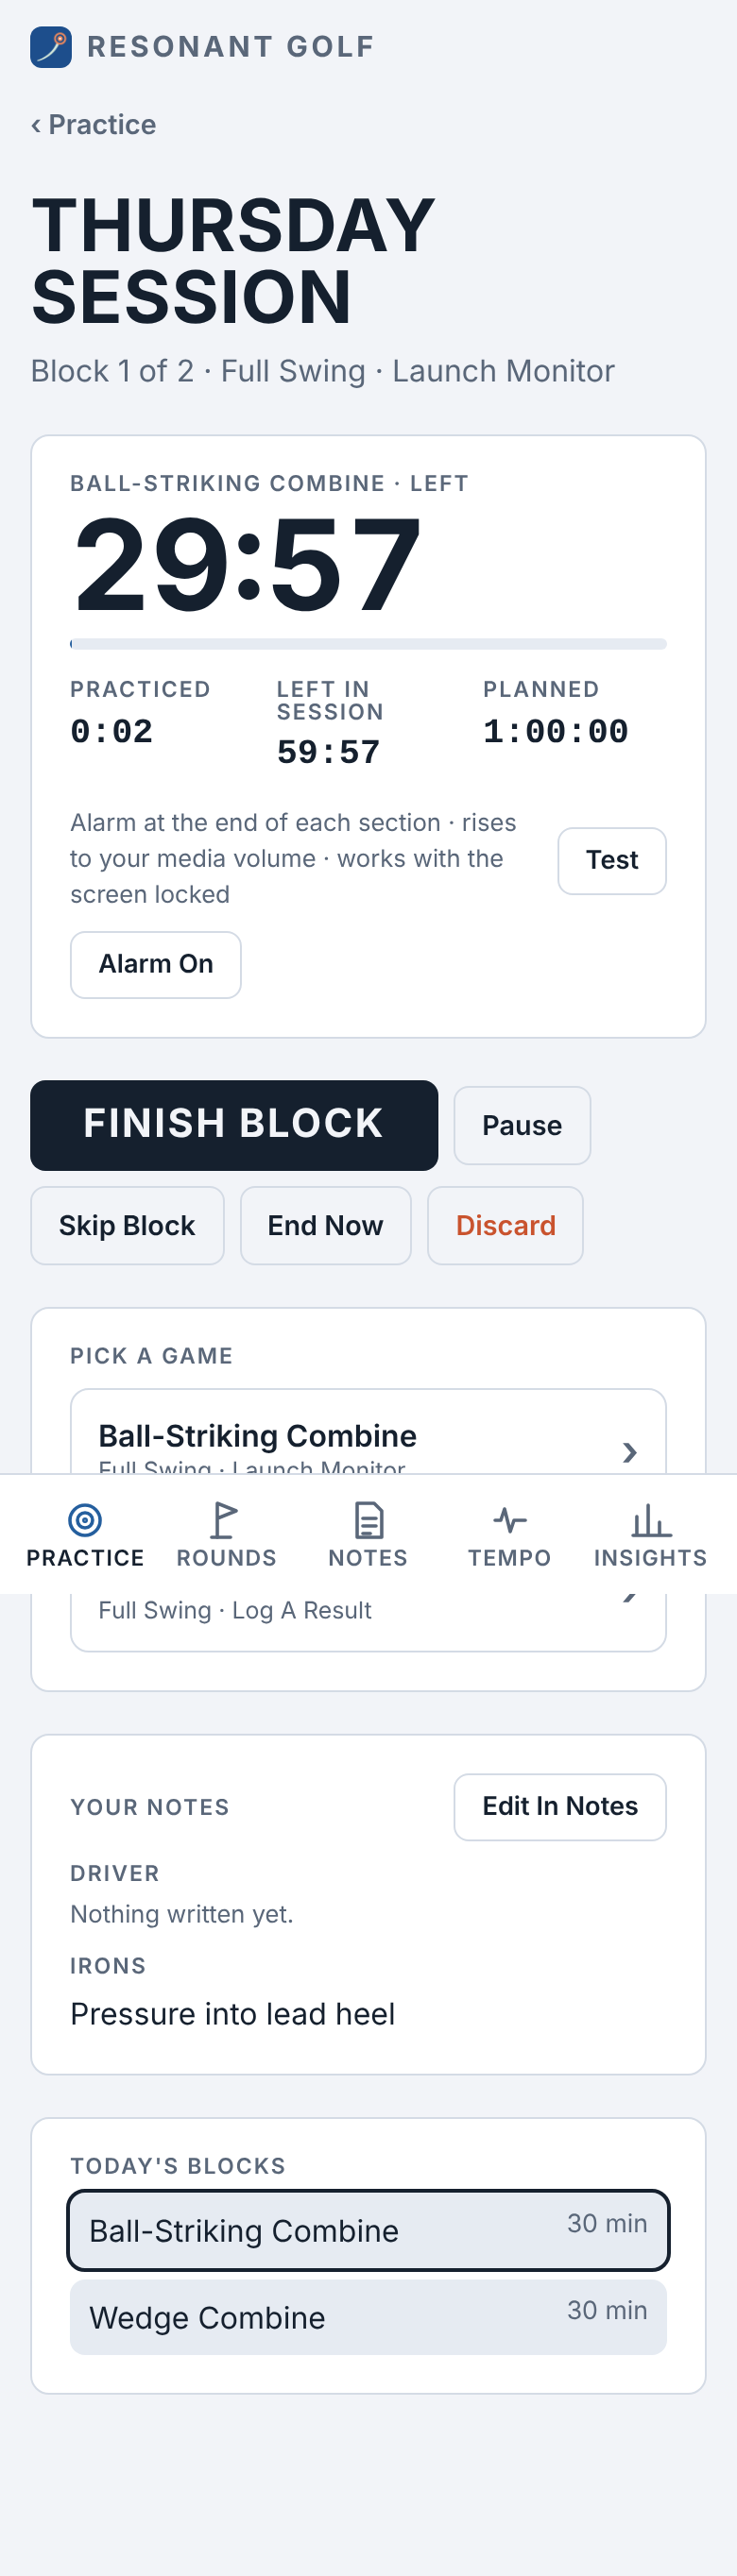 RESONANT GOLF
‹ Practice
THURSDAY
SESSION
Block 1 of 2 · Full Swing · Launch Monitor
BALL-STRIKING COMBINE · LEFT
29:57
PRACTICED
0:02
LEFT IN
SESSION
59:57
PLANNED
1:00:00
Alarm at the end of each section · rises
to your media volume · works with the
screen locked
Test
Alarm On
FINISH BLOCK
Pause
Skip Block
End Now
Discard
PICK A GAME
Ball-Striking Combine
Full Swing · Launch Monitor
PRACTICE
ROUNDS
NOTES
TEMPO
INSIGHTS
Full Swing · Log A Result
YOUR NOTES
Edit In Notes
DRIVER
Nothing written yet.
IRONS
Pressure into lead heel
TODAY'S BLOCKS
Ball-Striking Combine
30 min
Wedge Combine
30 min